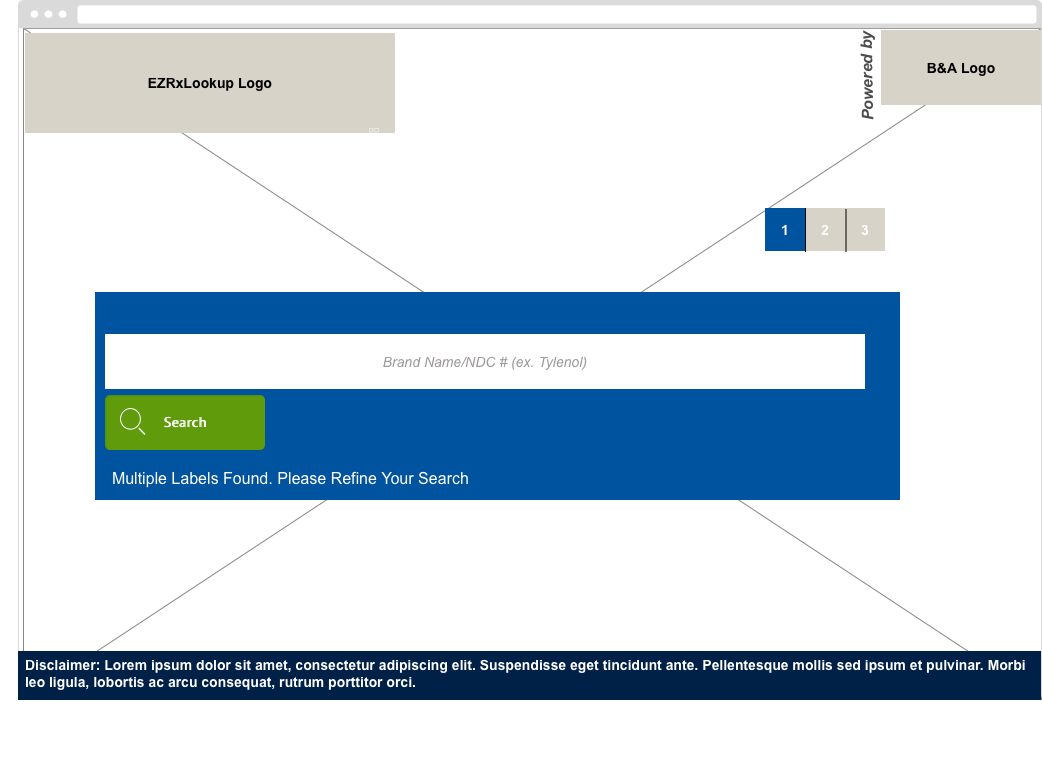 EZRxLookup Logo
Powered by
B&A Logo
1 2 3
Brand Name/NDC # (ex. Tylenol)
Search
Multiple Labels Found. Please Refine Your Search
Disclaimer: Lorem ipsum dolor sit amet, consectetur adipiscing elit. Suspendisse eget tincidunt ante. Pellentesque mollis sed ipsum et pulvinar. Morbi
leo ligula, lobortis ac arcu consequat, rutrum porttitor orci.